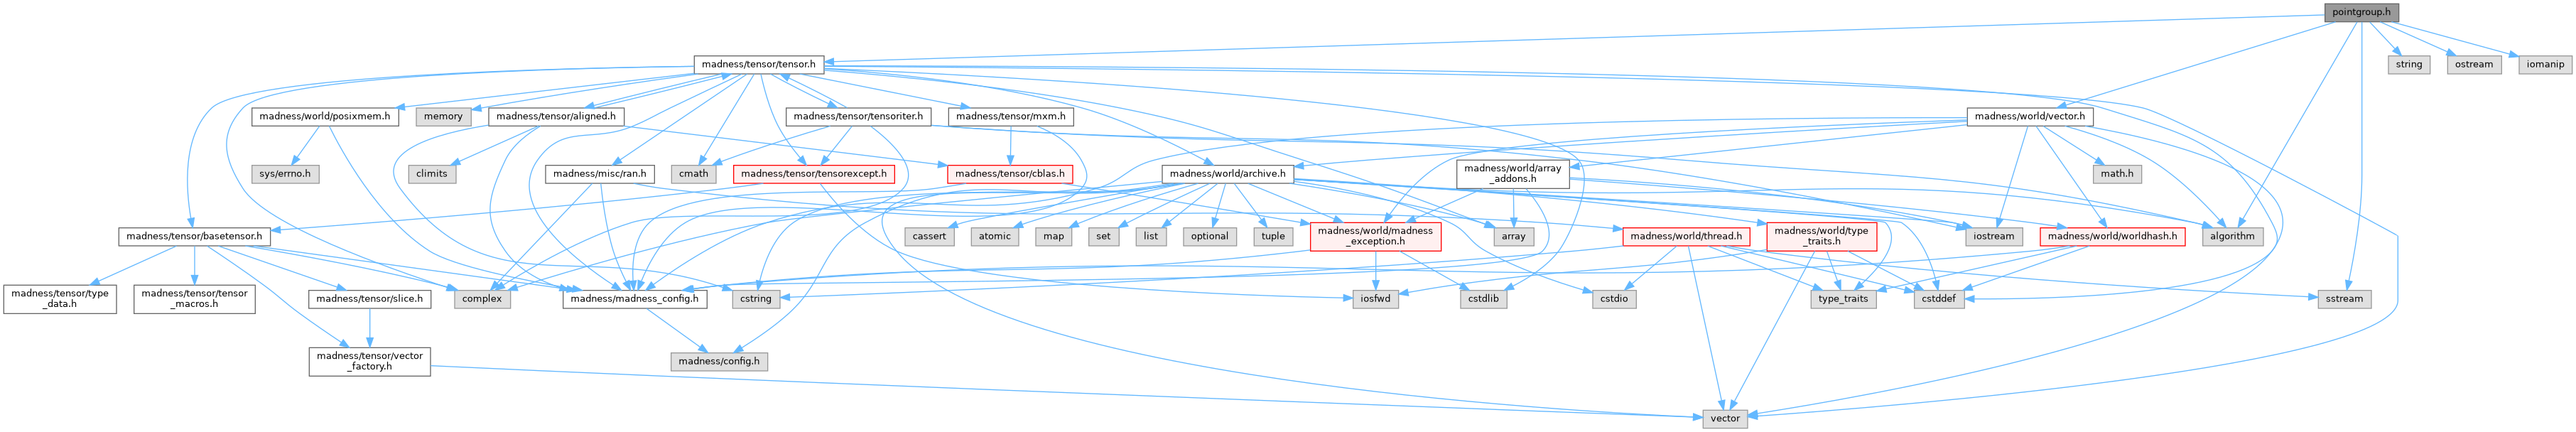 pointgroup.h
madness/tensor/tensor.h
string
ostream
iomanip
madness/world/posixmem.h
memory
madness/tensor/aligned.h
madness/tensor/tensoriter.h
madness/tensor/mxm.h
madness/world/vector.h
sys/errno.h
climits
madness/misc/ran.h
cmath
madness/tensor/tensorexcept.h
madness/tensor/cblas.h
madness/world/archive.h
madness/world/array
_addons.h
math.h
madness/tensor/basetensor.h
cassert
atomic
map
set
list
optional
tuple
madness/world/madness
_exception.h
array
madness/world/thread.h
madness/world/type
_traits.h
iostream
madness/world/worldhash.h
algorithm
madness/tensor/type
_data.h
madness/tensor/tensor
_macros.h
madness/tensor/slice.h
complex
madness/madness_config.h
cstring
iosfwd
cstdlib
cstdio
type_traits
cstddef
sstream
madness/tensor/vector
_factory.h
madness/config.h
vector